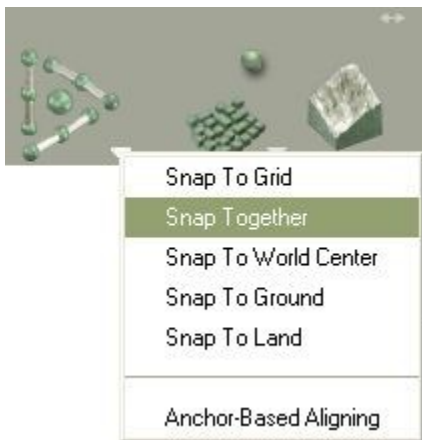 Snap To Grid
Snap Together
Snap To World Center
Snap To Ground
Snap To Land
Anchor-Based Aligning